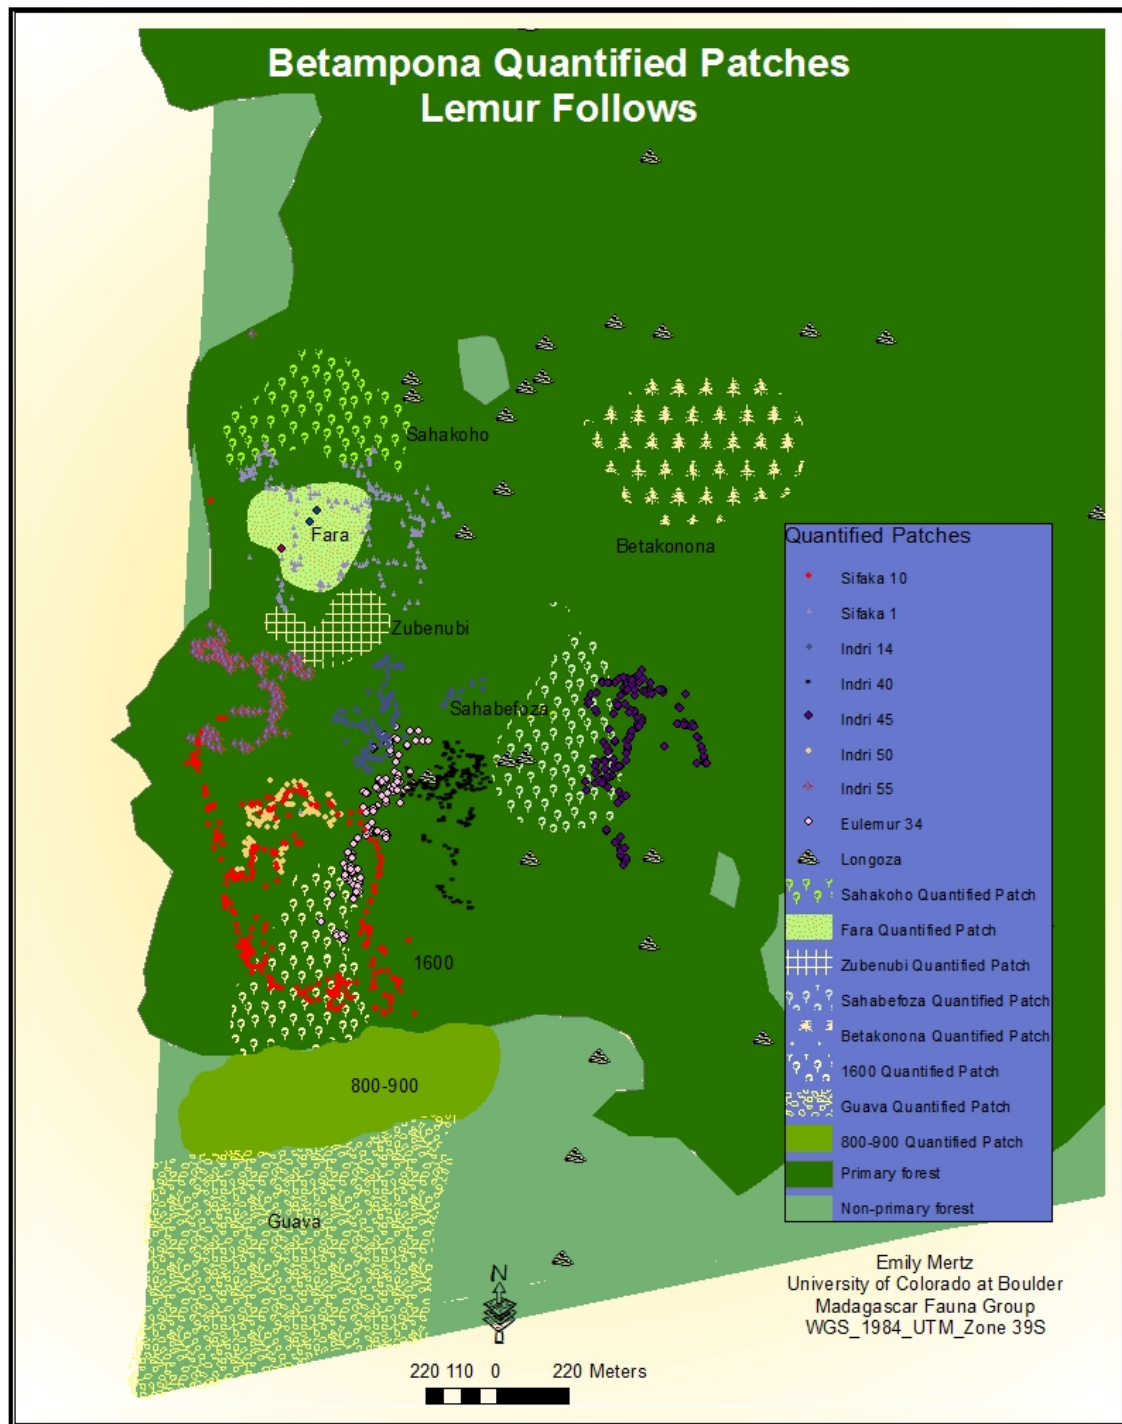 Betampona Quantified Patches
Lemur Follows
Sahakoho
Fara
Betakonona
Zubenubi
Sahabefoza
1600
800-900
Guava
Quantified Patches
Sifaka 10
Sifaka 1
Indri 14
Indri 40
Indri 45
Indri 50
Indri 55
Eulemur 34
Longoza
Sahakoho Quantified Patch
Fara Quantified Patch
Zubenubi Quantified Patch
Sahabefoza Quantified Patch
Betakonona Quantified Patch
1600 Quantified Patch
Guava Quantified Patch
800-900 Quantified Patch
Primary forest
Non-primary forest
Emily Mertz
University of Colorado at Boulder
Madagascar Fauna Group
WGS_1984_UTM_Zone 39S
N
220 110 0 220 Meters